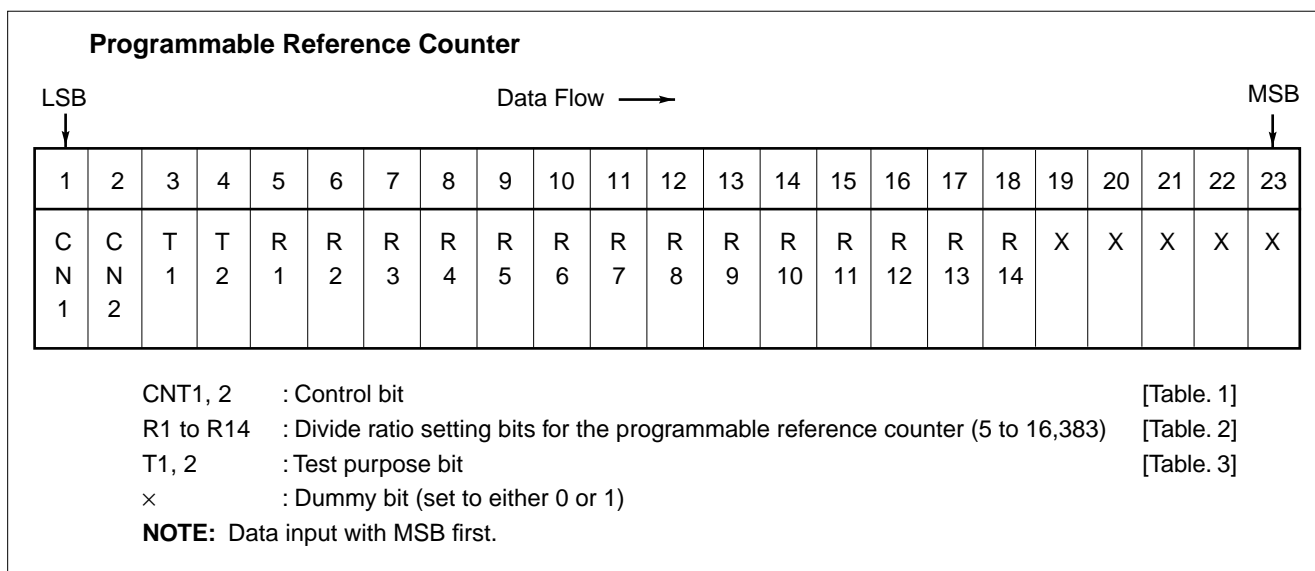 Programmable Reference Counter
LSB Data Flow MSB
1 2 3 4 5 6 7 8 9 10 11 12 13 14 15 16 17 18 19 20 21 22 23
C C T T R R R R R R R R R R R R R R X X X X X
N N 1 2 1 2 3 4 5 6 7 8 9 10 11 12 13 14
1 2
CNT1, 2 : Control bit [Table. 1]
R1 to R14 : Divide ratio setting bits for the programmable reference counter (5 to 16,383) [Table. 2]
T1, 2 : Test purpose bit [Table. 3]
× : Dummy bit (set to either 0 or 1)
NOTE: Data input with MSB first.